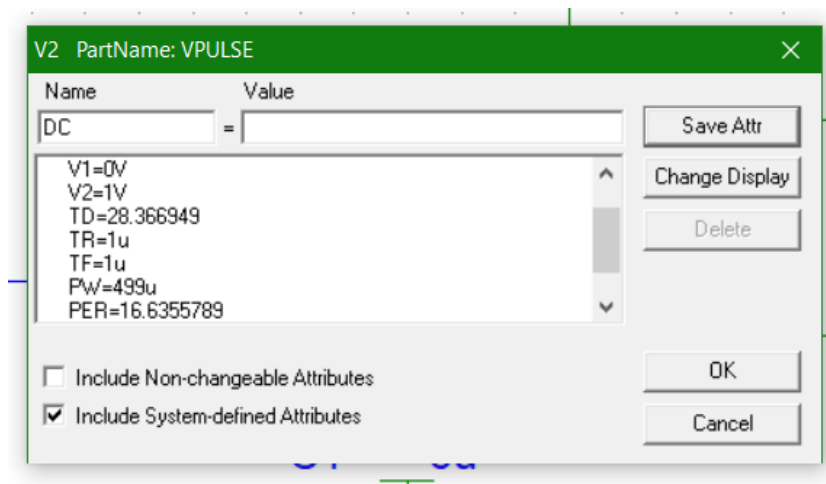 V2 PartName: VPULSE
Name Value
DC =
Save Attr
V1=0V
V2=1V
TD=28.366949
TR=1u
TF=1u
PW=499u
PER=16.6355789
Change Display
Delete
Include Non-changeable Attributes
Include System-defined Attributes
OK
Cancel